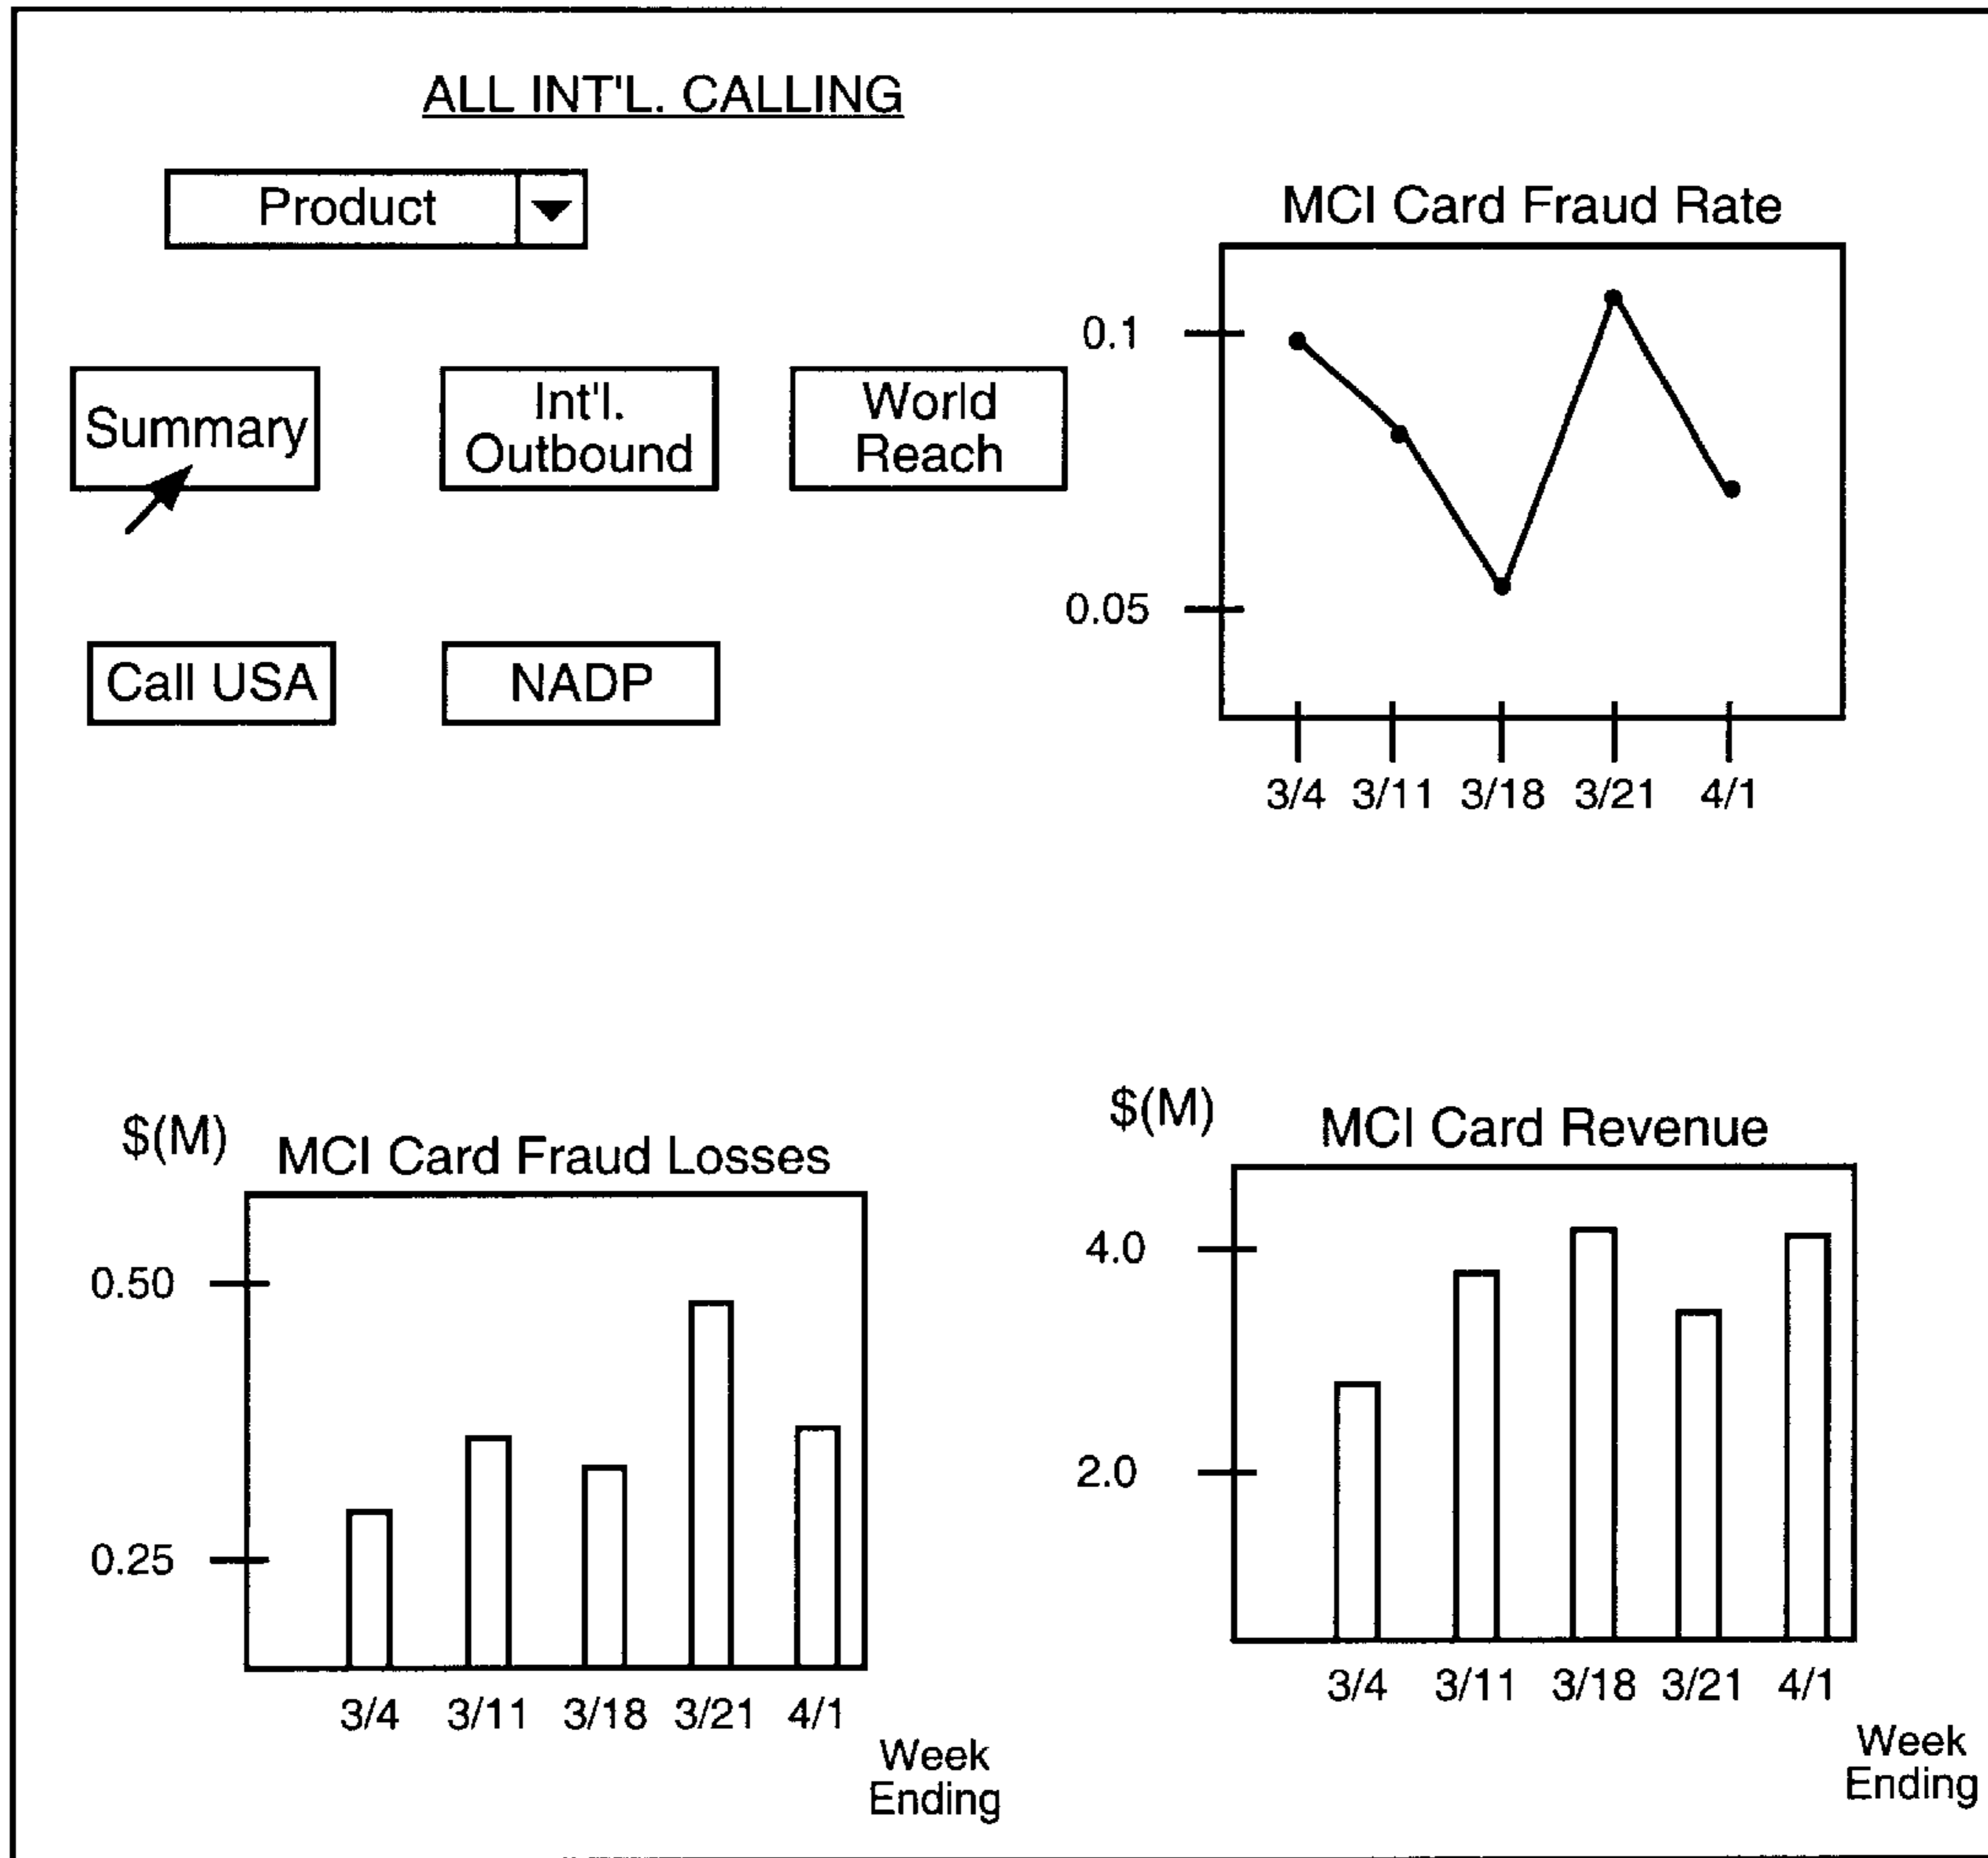 ALL INT'L. CALLING
Product
Summary
Int'l.
Outbound
World
Reach
Call USA
NADP
MCI Card Fraud Rate
0.1
0.05
3/4 3/11 3/18 3/21 4/1
$(M)
MCI Card Fraud Losses
0.50
0.25
3/4 3/11 3/18 3/21 4/1
Week
Ending
$(M)
MCI Card Revenue
4.0
2.0
3/4 3/11 3/18 3/21 4/1
Week
Ending